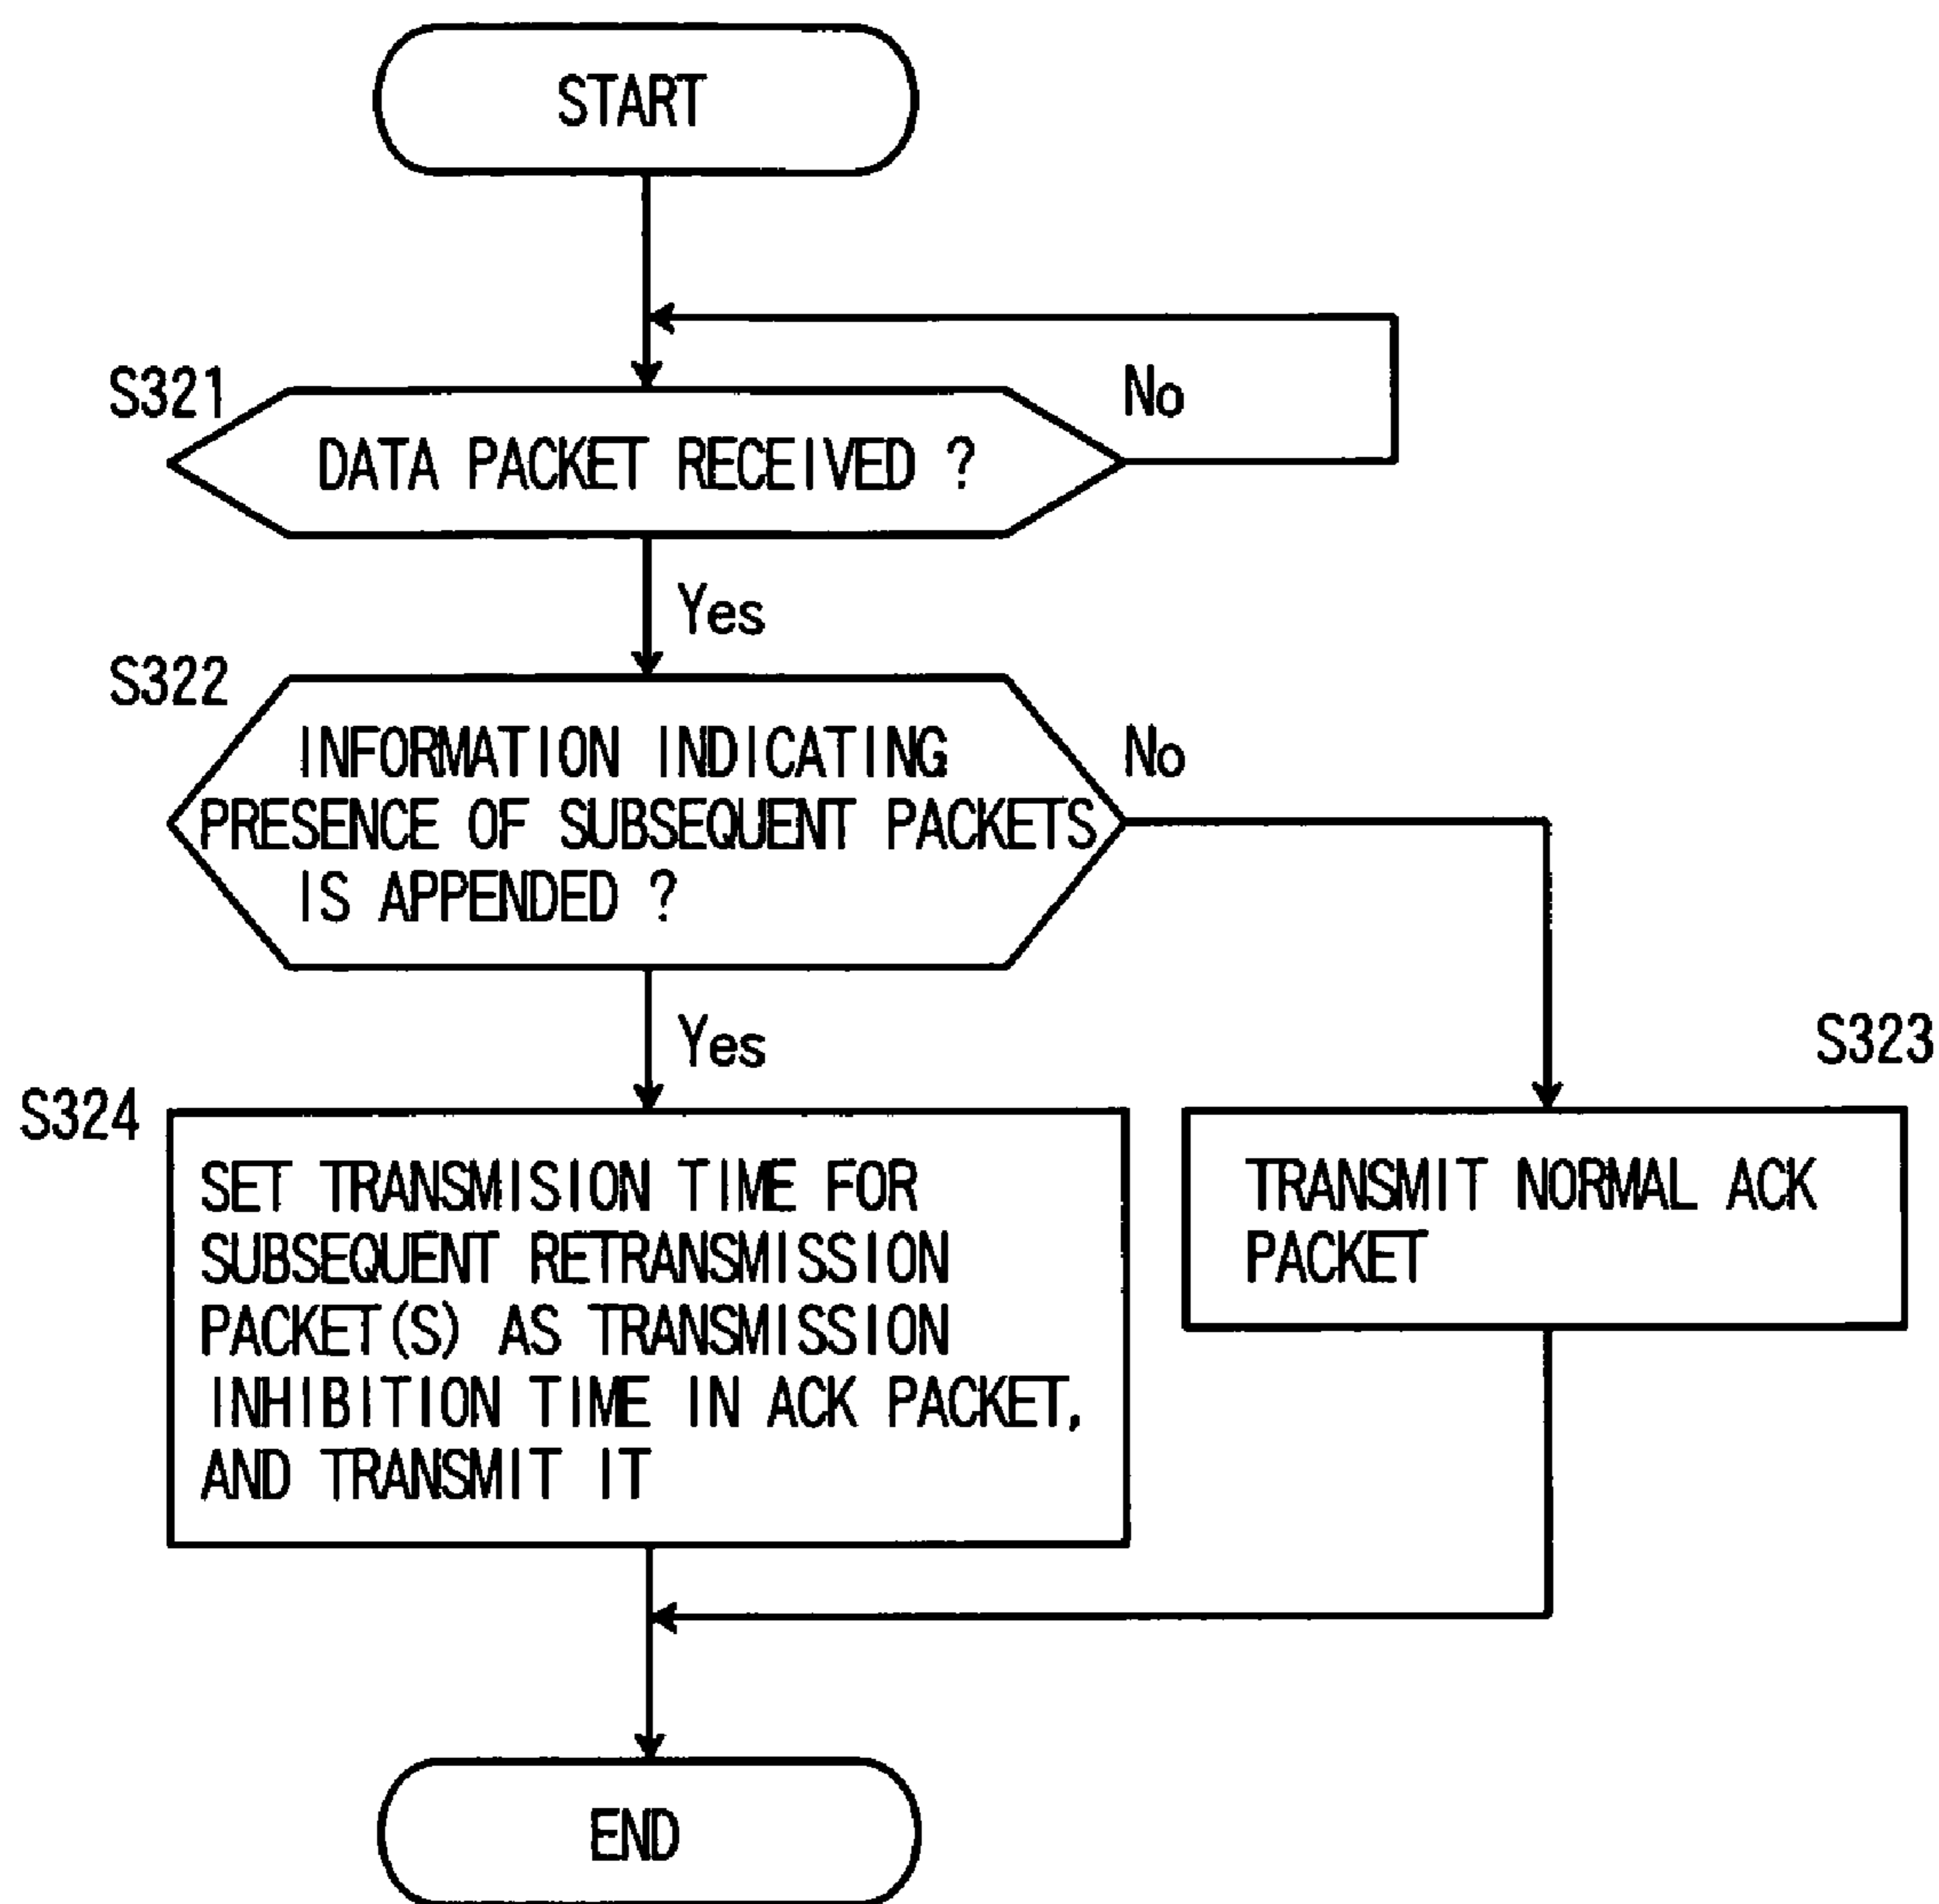 START
S321
No
DATA PACKET RECEIVED ?
Yes
S322
INFORMATION INDICATING
PRESENCE OF SUBSEQUENT PACKETS
IS APPENDED ?
No
Yes
S323
S324
SET TRANSMISION TIME FOR
SUBSEQUENT RETRANSMISSION
PACKET(S) AS TRANSMISSION
INHIBITION TIME IN ACK PACKET,
AND TRANSMIT IT
TRANSMIT NORMAL ACK
PACKET
END